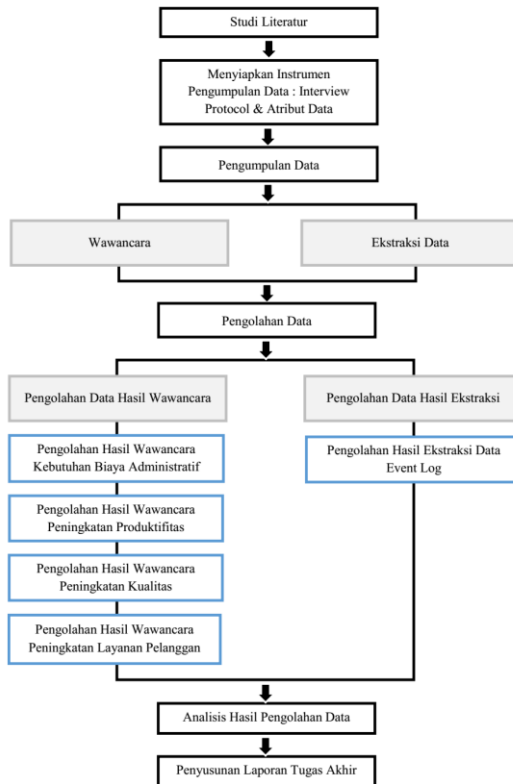 Studi Literatur
Menyiapkan Instrumen
Pengumpulan Data : Interview
Protocol & Atribut Data
Pengumpulan Data
Wawancara
Ekstraksi Data
Pengolahan Data
Pengolahan Data Hasil Wawancara
Pengolahan Data Hasil Ekstraksi
Pengolahan Hasil Wawancara
Kebutuhan Biaya Administratif
Pengolahan Hasil Ekstraksi Data
Event Log
Pengolahan Hasil Wawancara
Peningkatan Produktifitas
Pengolahan Hasil Wawancara
Peningkatan Kualitas
Pengolahan Hasil Wawancara
Peningkatan Layanan Pelanggan
Analisis Hasil Pengolahan Data
Penyusunan Laporan Tugas Akhir